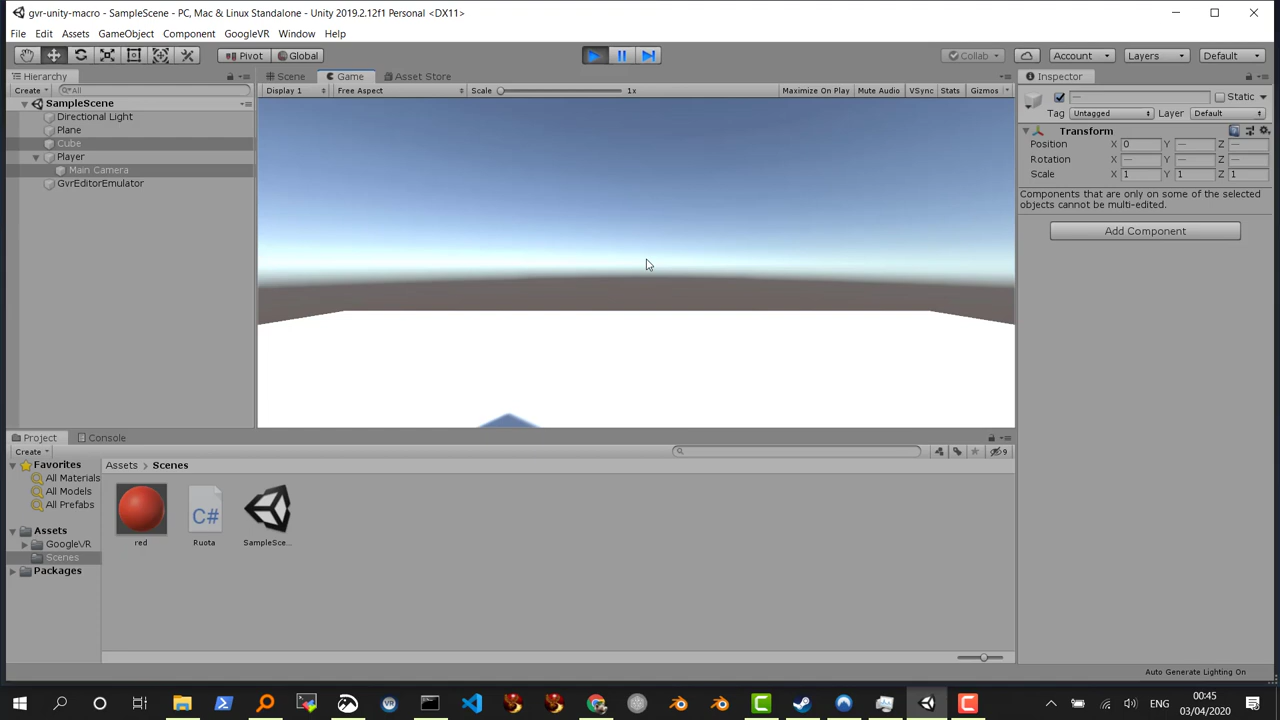 gvr-unity-macro - SampleScene - PC, Mac & Linux Standalone - Unity 2019.2.12f1 Personal <DX11>
File Edit Assets GameObject Component GoogleVR Window Help
Pivot Global Collab Account Layers Default
Hierarchy Scene Game Asset Store Inspector
Create All Display 1 Free Aspect Scale 1x Maximize On Play Mute Audio VSync Stats Gizmos
— Static
SampleScene
Tag Untagged Layer Default
Directional Light
Plane
Transform
Cube
Position X 0 Y — Z —
Player
Rotation X — Y — Z —
Main Camera
Scale X 1 Y 1 Z 1
GvrEditorEmulator
Components that are only on some of the selected
objects cannot be multi-edited.
Add Component
Project Console
Create
9
Favorites
All Materials
All Models
All Prefabs
Assets > Scenes
C#
red Ruota SampleSce...
Assets
GoogleVR
Scenes
Packages
Auto Generate Lighting On
VR
ENG
00:45
03/04/2020